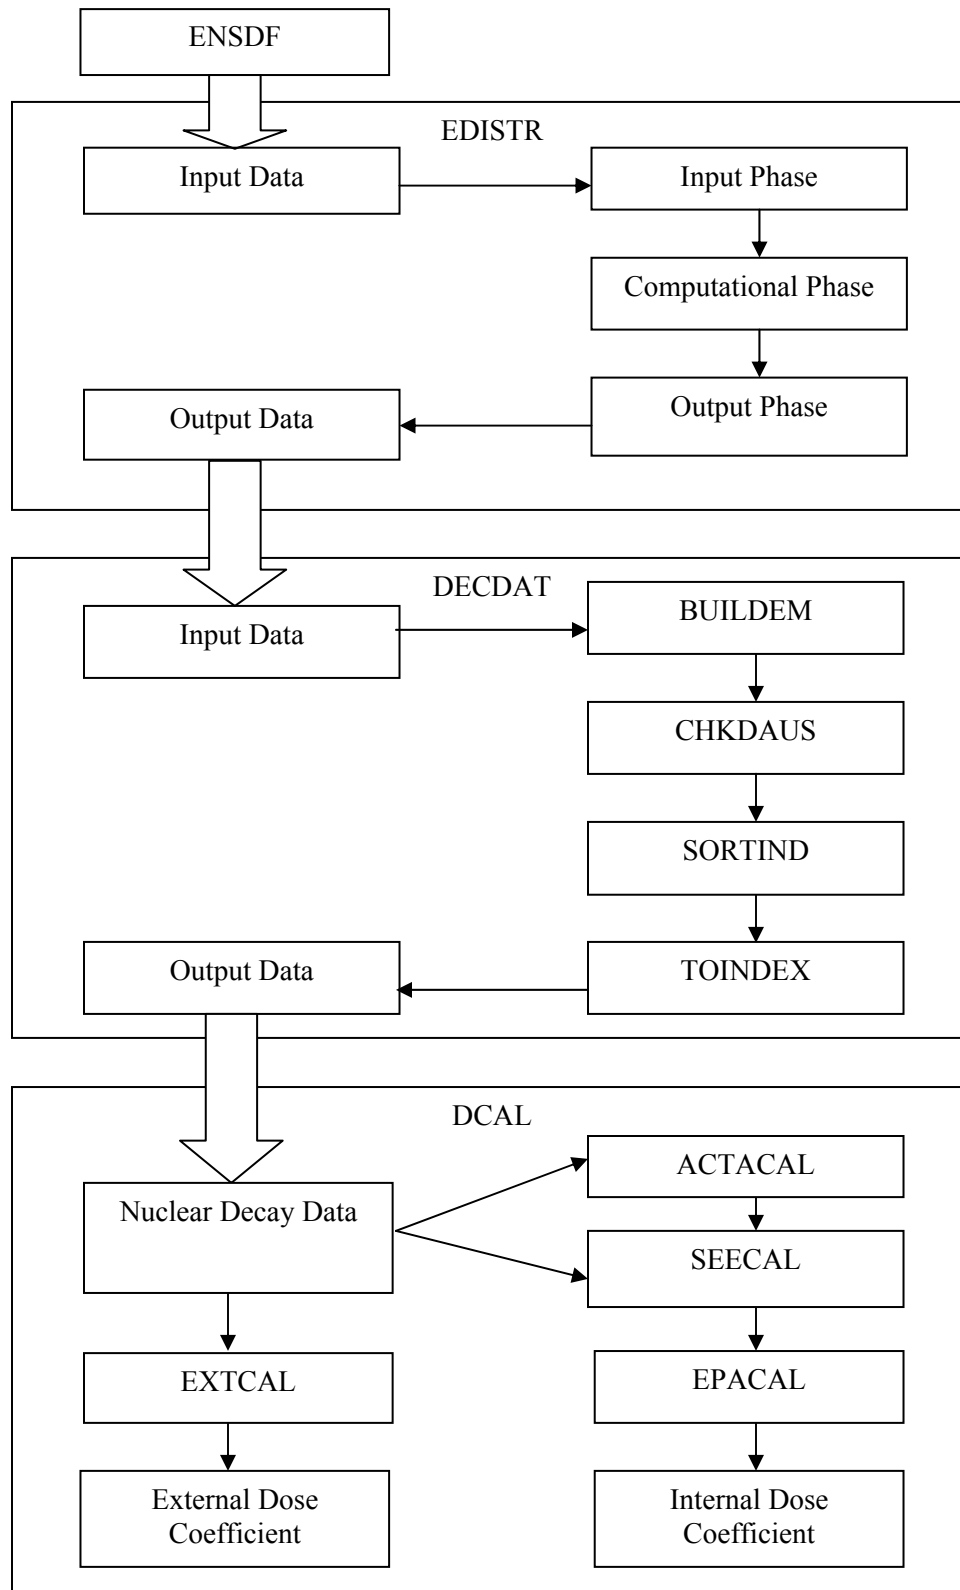 ENSDF
EDISTR
Input Data
Input Phase
Computational Phase
Output Data
Output Phase
DECDAT
BUILDEM
Input Data
CHKDAUS
SORTIND
Output Data
TOINDEX
DCAL
ACTACAL
Nuclear Decay Data
SEECAL
EXTCAL
EPACAL
External Dose
Coefficient
Internal Dose
Coefficient